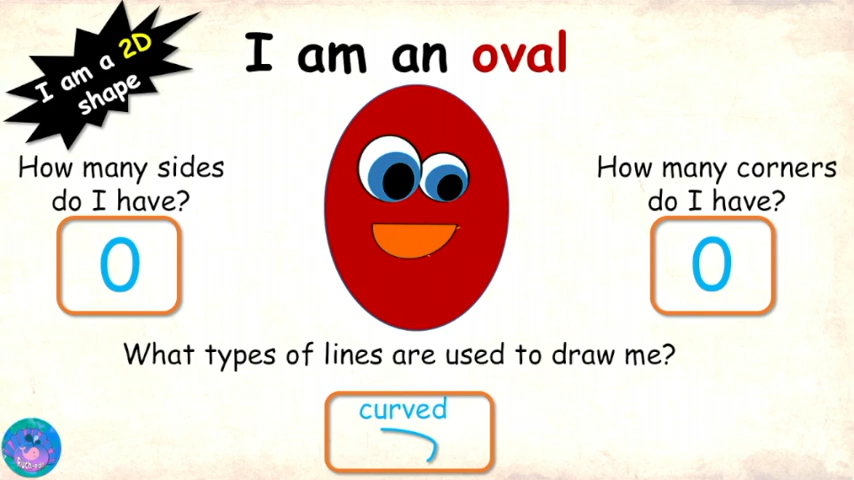 I am a 2D
shape
I am an oval
How many sides
do I have?
0
How many corners
do I have?
0
What types of lines are used to draw me?
curved